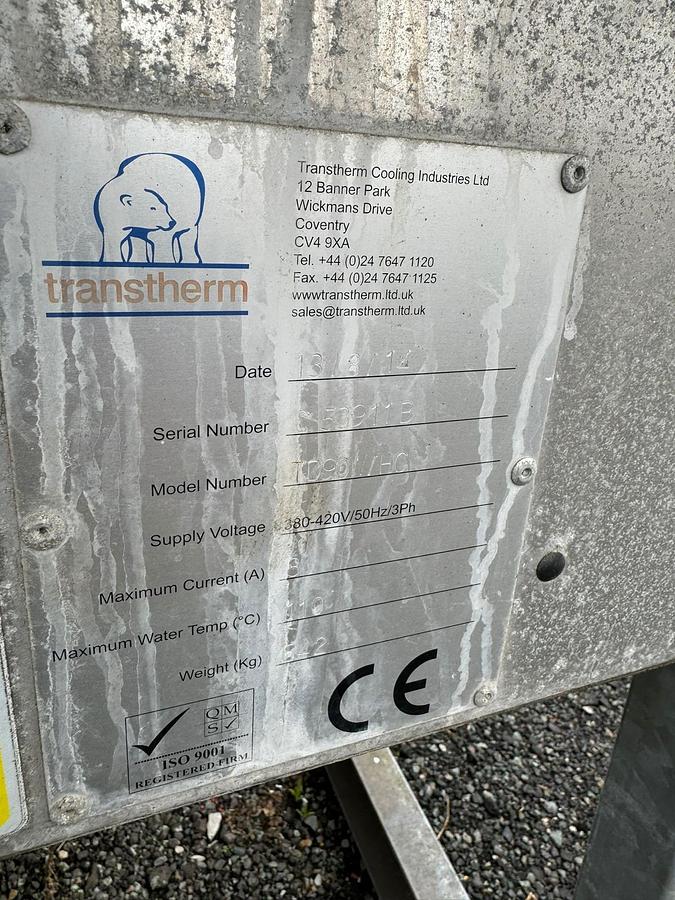 transtherm
Transtherm Cooling Industries Ltd
12 Banner Park
Wickmans Drive
Coventry
CV4 9XA
Tel. +44 (0)24 7647 1120
Fax. +44 (0)24 7647 1125
wwwtranstherm.ltd.uk
sales@transtherm.ltd.uk
Date
Serial Number
Model Number
Supply Voltage 380-420V/50Hz/3Ph
Maximum Current (A)
Maximum Water Temp (°C) 110
Weight (Kg)
CE
QM
S
ISO 9001
REGISTERED FIRM